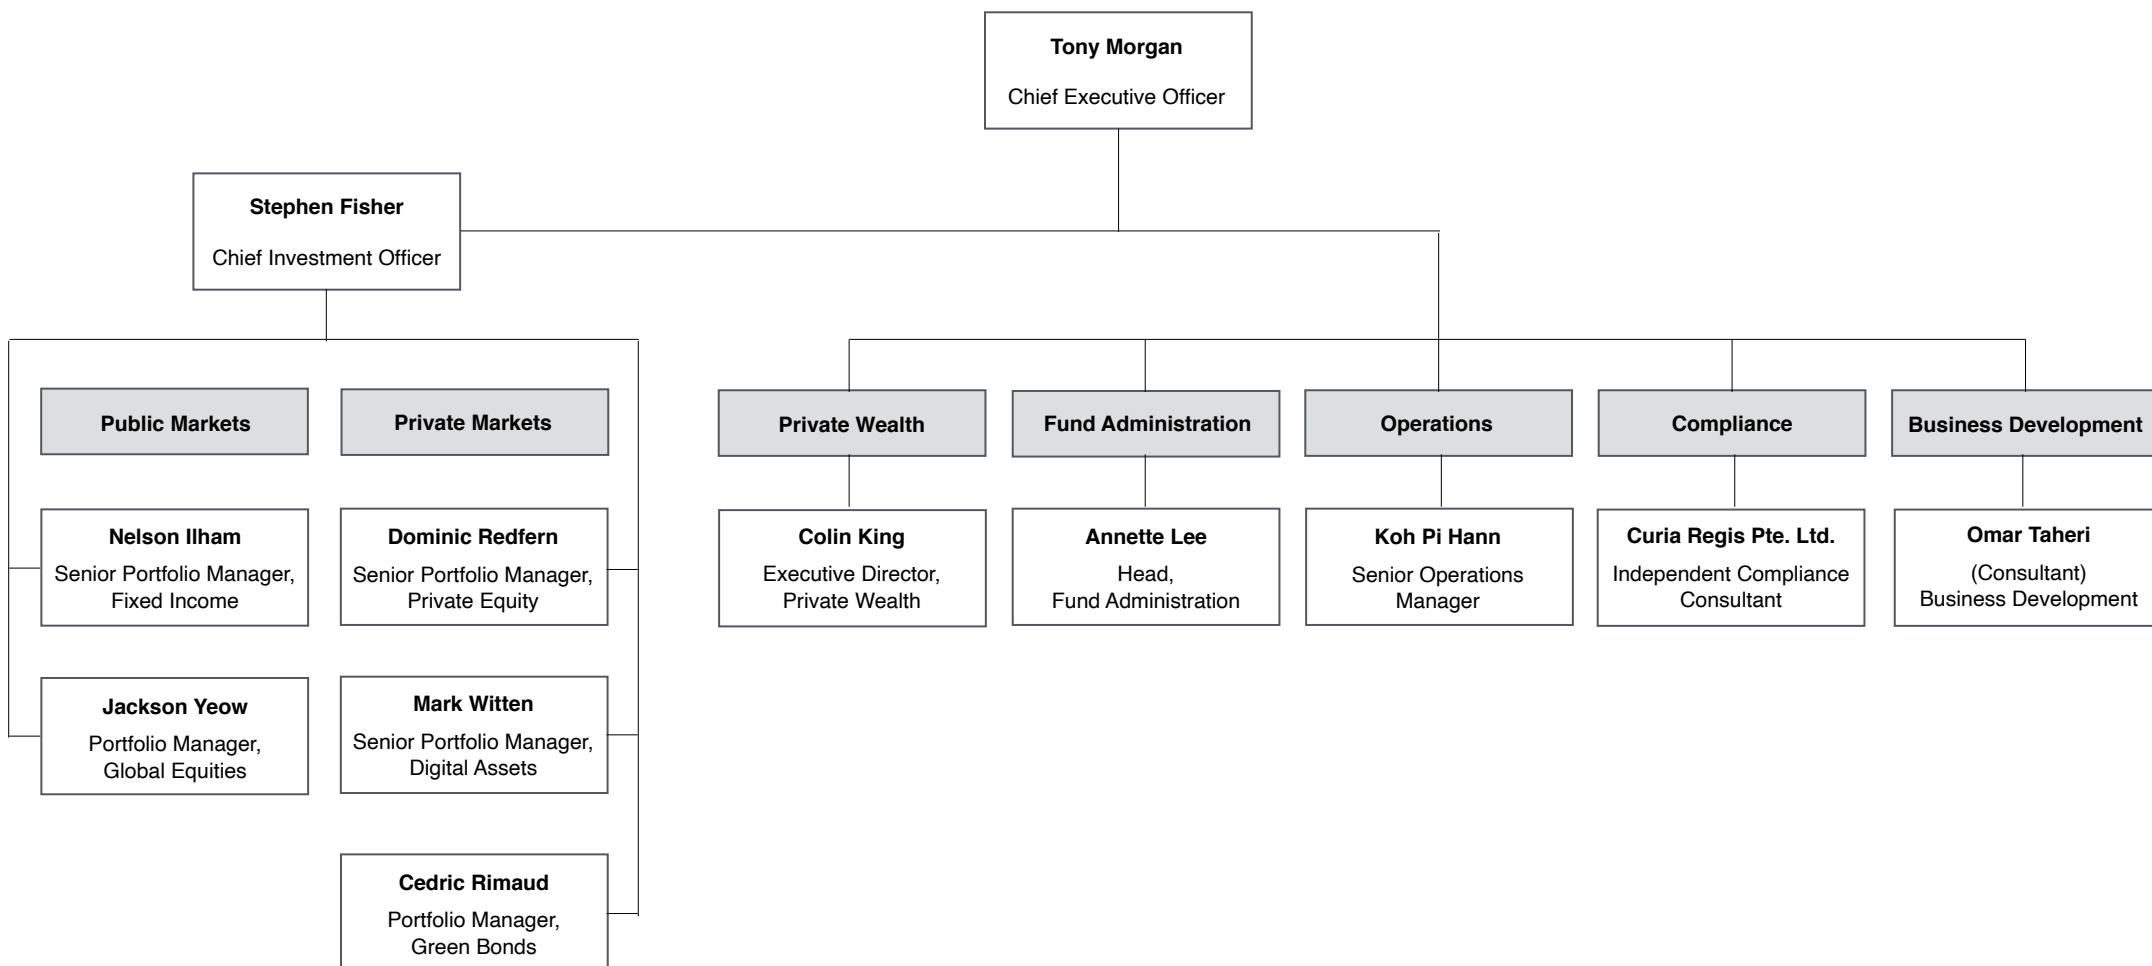 Tony Morgan
Chief Executive Officer
Stephen Fisher
Chief Investment Officer
Public Markets
Private Markets
Private Wealth
Fund Administration
Operations
Compliance
Business Development
Nelson Ilham
Senior Portfolio Manager,
Fixed Income
Dominic Redfern
Senior Portfolio Manager,
Private Equity
Colin King
Executive Director,
Private Wealth
Annette Lee
Head,
Fund Administration
Koh Pi Hann
Senior Operations
Manager
Curia Regis Pte. Ltd.
Independent Compliance
Consultant
Omar Taheri
(Consultant)
Business Development
Jackson Yeow
Portfolio Manager,
Global Equities
Mark Witten
Senior Portfolio Manager,
Digital Assets
Cedric Rimaud
Portfolio Manager,
Green Bonds